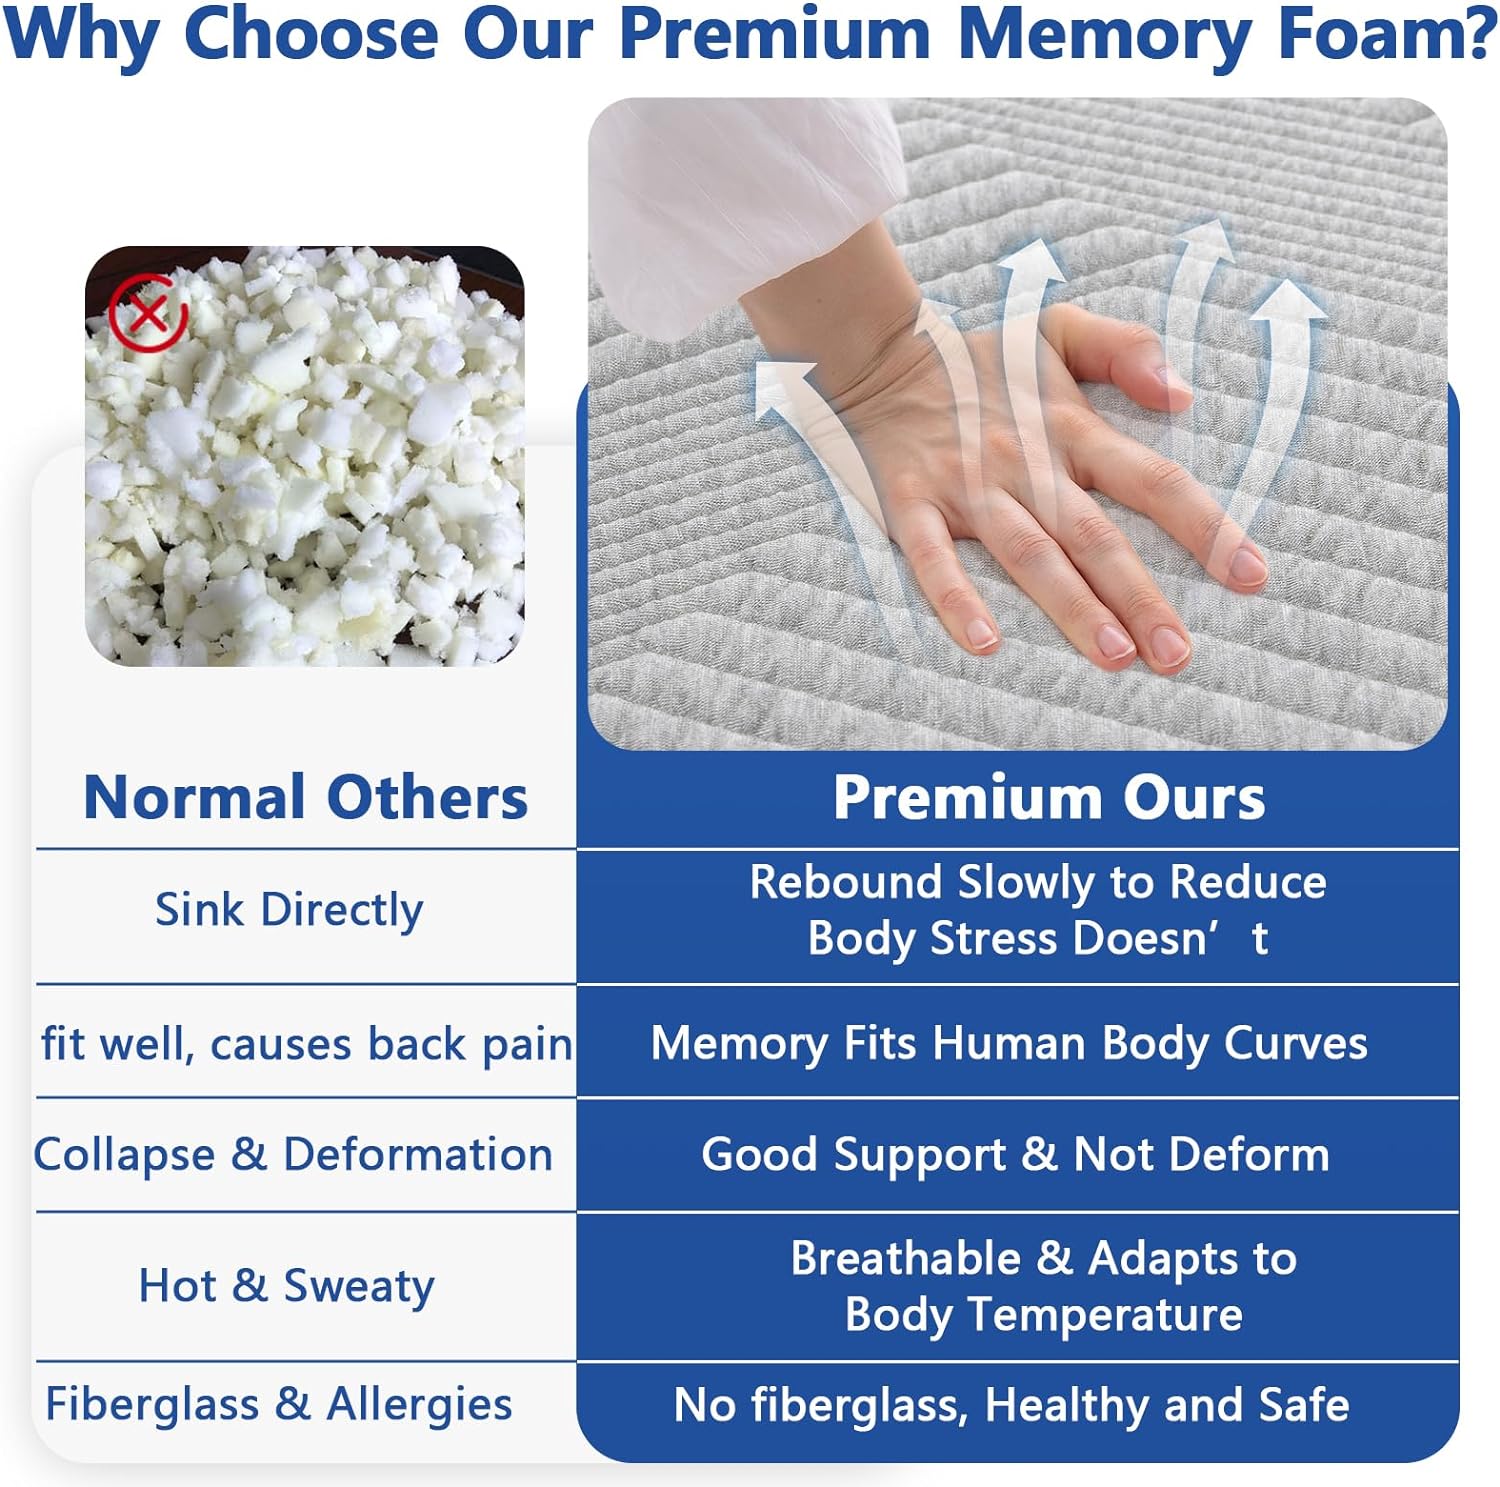 Why Choose Our Premium Memory Foam?
Normal Others
Premium Ours
Sink Directly
Rebound Slowly to Reduce
Body Stress Doesn’ t
fit well, causes back pain
Memory Fits Human Body Curves
Collapse & Deformation
Good Support & Not Deform
Hot & Sweaty
Breathable & Adapts to
Body Temperature
Fiberglass & Allergies
No fiberglass, Healthy and Safe